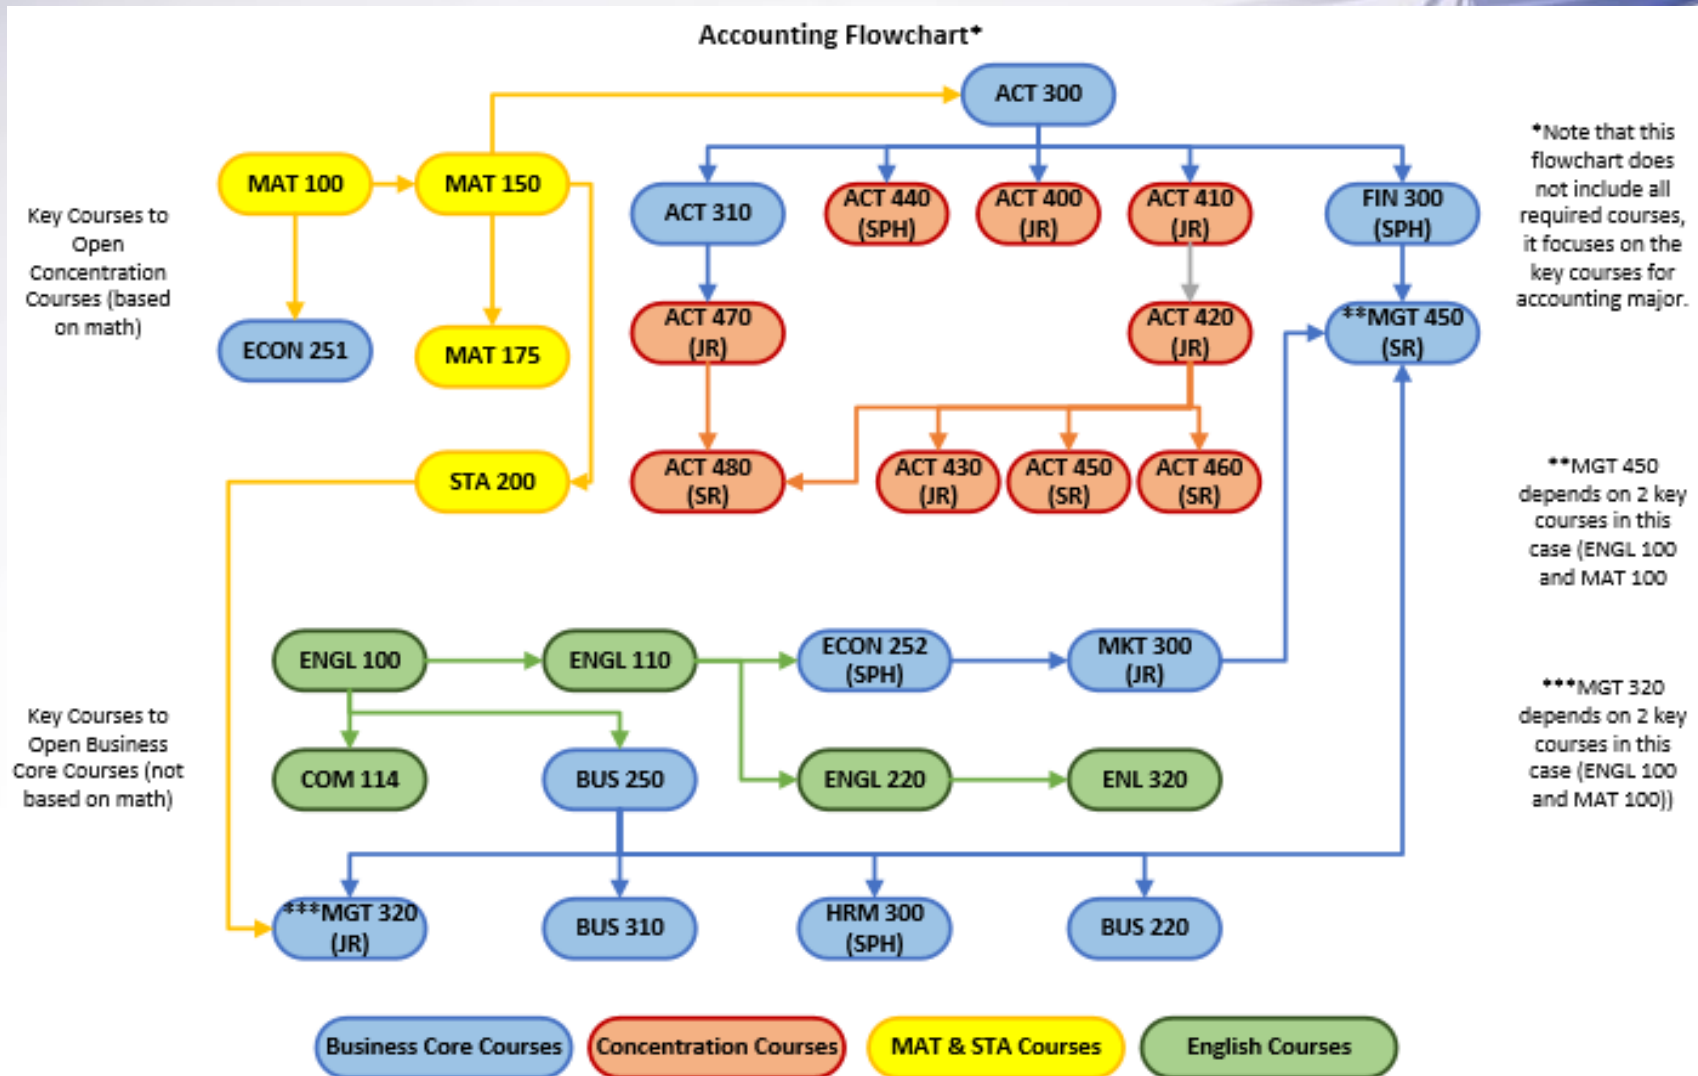 Accounting Flowchart*
ACT 300
MAT 100
MAT 150
ACT 310
ACT 440
(SPH)
ACT 400
(JR)
ACT 410
(JR)
FIN 300
(SPH)
*Note that this
flowchart does
not include all
required courses,
it focuses on the
key courses for
accounting major.
Key Courses to
Open
Concentration
Courses (based
on math)
ECON 251
MAT 175
ACT 470
(JR)
ACT 420
(JR)
**MGT 450
(SR)
STA 200
ACT 480
(SR)
ACT 430
(JR)
ACT 450
(SR)
ACT 460
(SR)
**MGT 450
depends on 2 key
courses in this
case (ENGL 100
and MAT 100
ENGL 100
ENGL 110
ECON 252
(SPH)
MKT 300
(JR)
***MGT 320
depends on 2 key
courses in this
case (ENGL 100
and MAT 100))
Key Courses to
Open Business
Core Courses (not
based on math)
COM 114
BUS 250
ENGL 220
ENL 320
***MGT 320
(JR)
BUS 310
HRM 300
(SPH)
BUS 220
Business Core Courses
Concentration Courses
MAT & STA Courses
English Courses